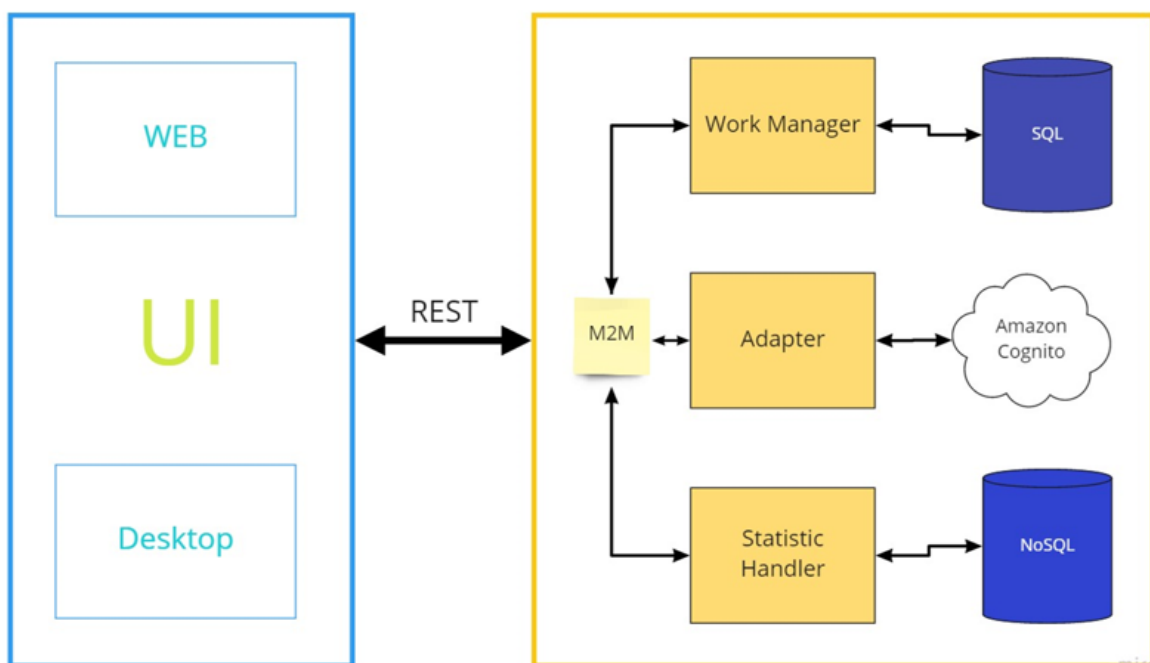 WEB
UI
Desktop
REST
M2M
Work Manager
SQL
Adapter
Amazon
Cognito
Statistic
Handler
NoSQL